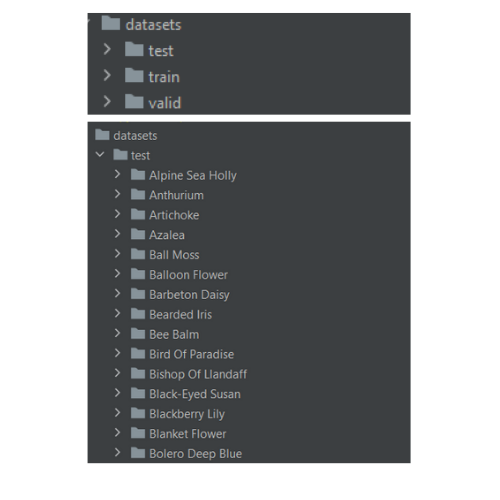 datasets
test
train
valid
datasets
test
Alpine Sea Holly
Anthurium
Artichoke
Azalea
Ball Moss
Balloon Flower
Barbeton Daisy
Bearded Iris
Bee Balm
Bird Of Paradise
Bishop Of Llandaff
Black-Eyed Susan
Blackberry Lily
Blanket Flower
Bolero Deep Blue